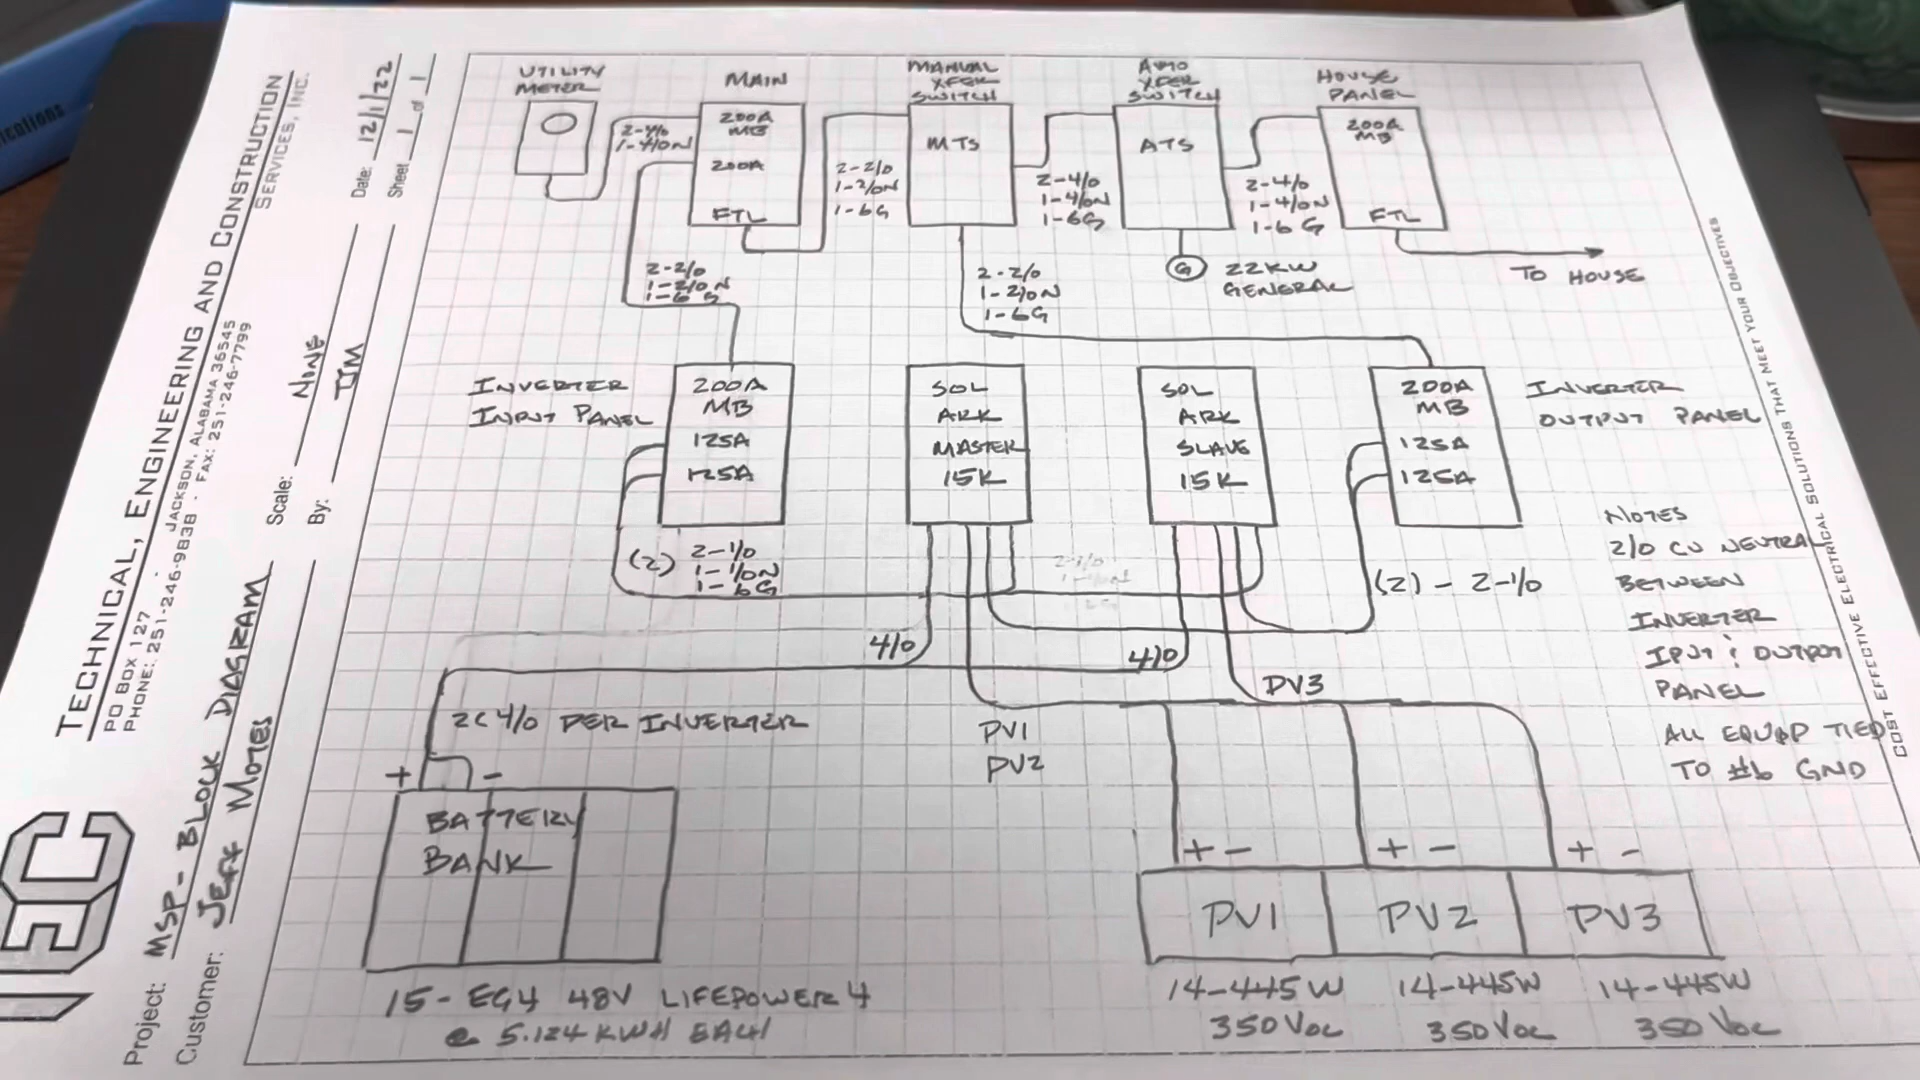 TECHNICAL, ENGINEERING AND CONSTRUCTION
SERVICES, INC.
PO BOX 127 · JACKSON, ALABAMA 36545
PHONE: 251-246-9838 · FAX: 251-246-7799
TEC
Project: MSP - BLOCK DIAGRAM
Customer: JEFF MOTES
Scale: NONE
By: TJM
Date: 12/1/22
Sheet 1 of 1
UTILITY
METER
MAIN
MANUAL
XFER
SWITCH
AUTO
XFER
SWITCH
HOUSE
PANEL
2-4/0
1-4/0N
200A
MB
200A
FTL
2-2/0
1-2/0N
1-6G
MTS
2-4/0
1-4/0N
1-6G
ATS
2-4/0
1-4/0N
1-6G
200A
MB
FTL
G
22KW
GENERAL
TO HOUSE
2-2/0
1-2/0N
1-6G
2-2/0
1-2/0N
1-6G
INVERTER
INPUT PANEL
200A
MB
125A
125A
SOL
ARK
MASTER
15K
SOL
ARK
SLAVE
15K
200A
MB
125A
125A
INVERTER
OUTPUT PANEL
(2) 2-1/0
1-1/0N
1-6G
(2) - 2-1/0
NOTES
2/0 CU NEUTRAL
BETWEEN
INVERTER
IPUT & OUTPUT
PANEL
ALL EQUIP TIED
TO #6 GND
4/0
4/0
2C 4/0 PER INVERTER
PV1
PV2
PV3
+ -
BATTERY
BANK
15- EG4 48V LIFEPOWER4
@ 5.124 KWH EACH
+ -
+ -
+ -
PV1
PV2
PV3
14-445W
350 Voc
14-445W
350 Voc
14-445W
350 Voc
COST EFFECTIVE ELECTRICAL SOLUTIONS THAT MEET YOUR OBJECTIVES